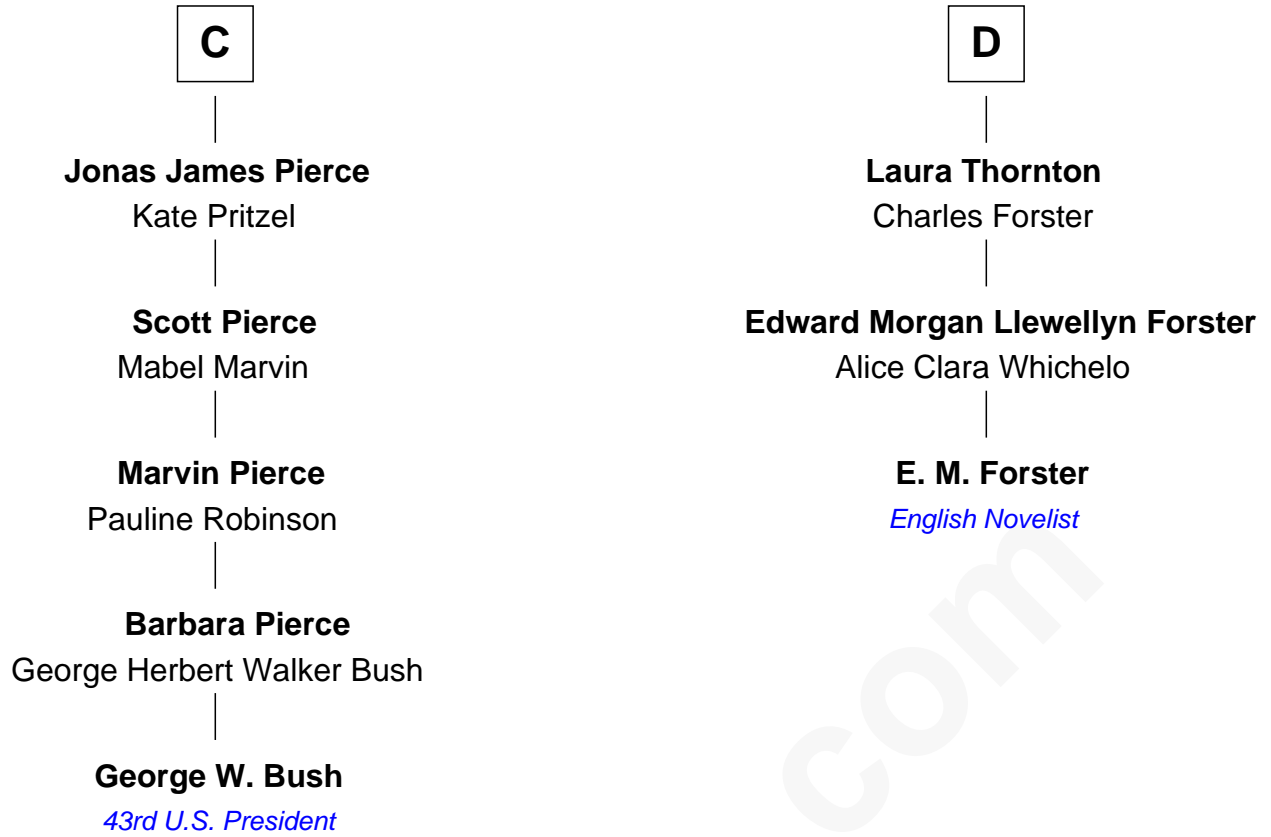 C
Jonas James Pierce
Kate Pritzel
Scott Pierce
Mabel Marvin
Marvin Pierce
Pauline Robinson
Barbara Pierce
George Herbert Walker Bush
George W. Bush
43rd U.S. President
D
Laura Thornton
Charles Forster
Edward Morgan Llewellyn Forster
Alice Clara Whichelo
E. M. Forster
English Novelist
com